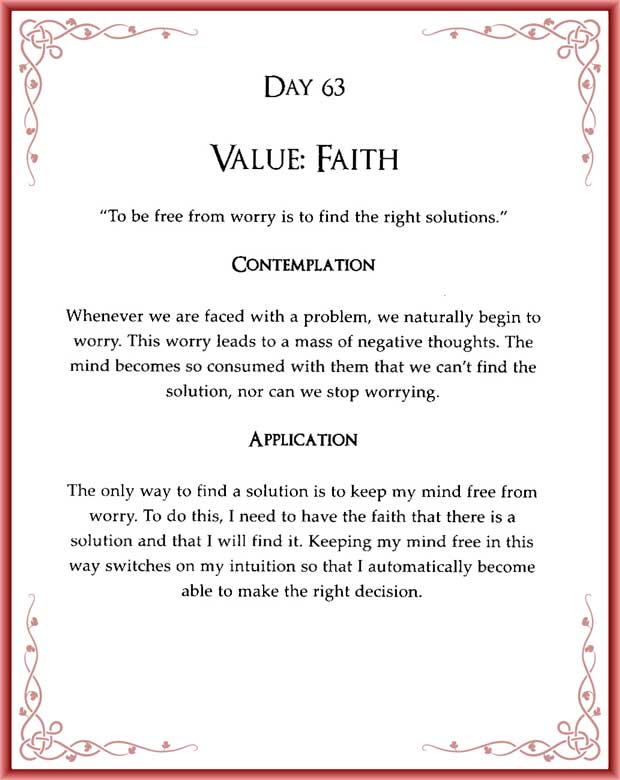 DAY 63
VALUE: FAITH
“To be free from worry is to find the right solutions.”
CONTEMPLATION
Whenever we are faced with a problem, we naturally begin to
worry. This worry leads to a mass of negative thoughts. The
mind becomes so consumed with them that we can’t find the
solution, nor can we stop worrying.
APPLICATION
The only way to find a solution is to keep my mind free from
worry. To do this, I need to have the faith that there is a
solution and that I will find it. Keeping my mind free in this
way switches on my intuition so that I automatically become
able to make the right decision.